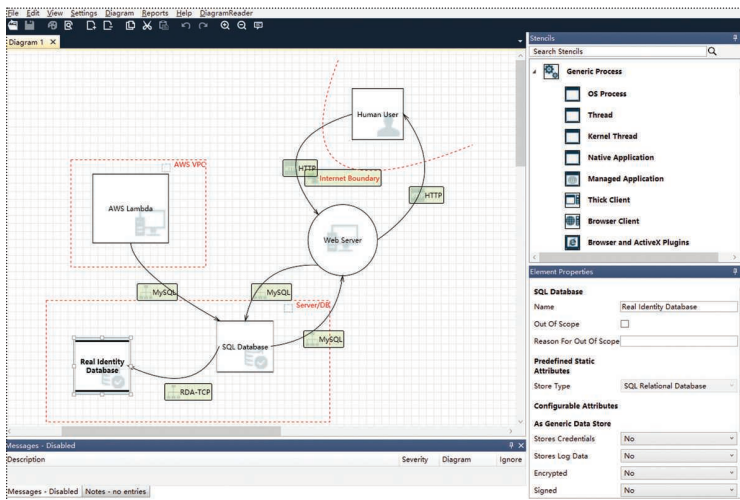 File Edit View Settings Diagram Reports Help DiagramReader
Diagram 1
AWS VPC
AWS Lambda
Human User
HTTP
Internet Boundary
HTTP
Web Server
MySQL
MySQL
Server/DB
MySQL
SQL Database
Real Identity
Database
RDA-TCP
Messages - Disabled
Description Severity Diagram Ignore
Messages - Disabled Notes - no entries
Stencils
Search Stencils
Generic Process
OS Process
Thread
Kernel Thread
Native Application
Managed Application
Thick Client
Browser Client
Browser and ActiveX Plugins
Element Properties
SQL Database
Name Real Identity Database
Out Of Scope
Reason For Out Of Scope
Predefined Static
Attributes
Store Type SQL Relational Database
Configurable Attributes
As Generic Data Store
Stores Credentials No
Stores Log Data No
Encrypted No
Signed No